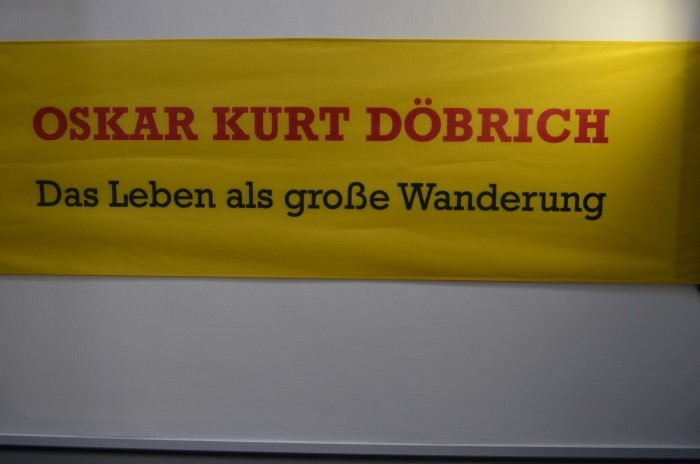 OSKAR KURT DÖBRICH
Das Leben als große Wanderung